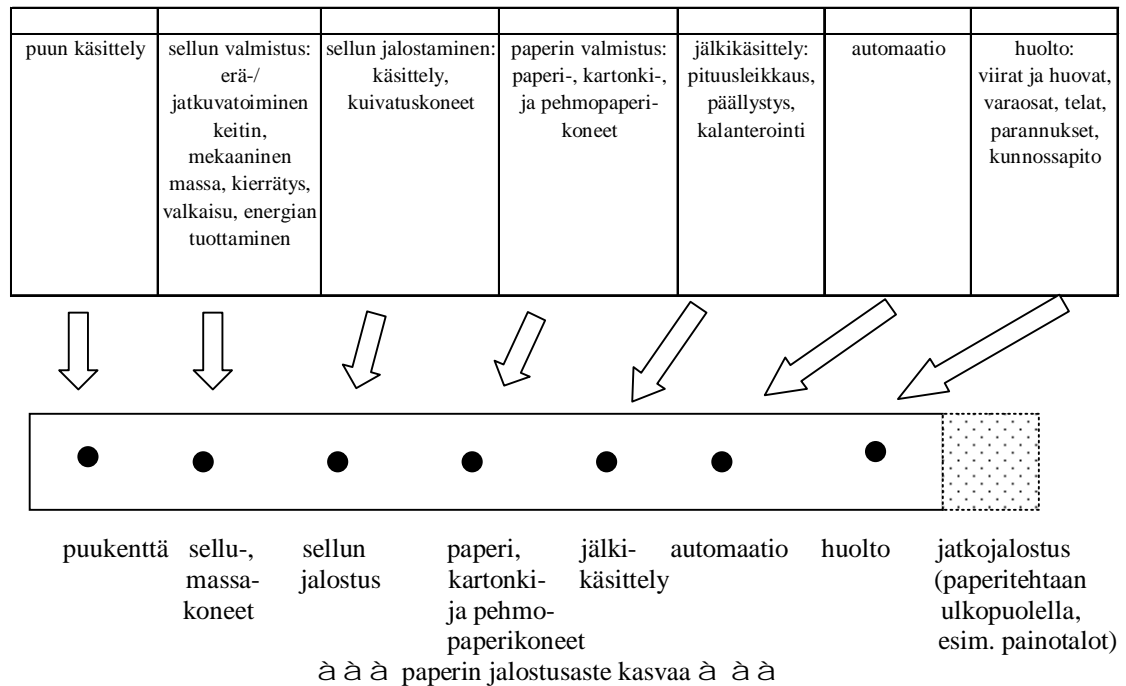 puun käsittely
sellun valmistus:
erä-/
jatkuvatoiminen
keitin,
mekaaninen
massa, kierrätys,
valkaisu, energian
tuottaminen
sellun jalostaminen:
käsittely,
kuivatuskoneet
paperin valmistus:
paperi-, kartonki-,
ja pehmopaperi-
koneet
jälkikäsittely:
pituusleikkaus,
päällystys,
kalanterointi
automaatio
huolto:
viirat ja huovat,
varaosat, telat,
parannukset,
kunnossapito
puukenttä
sellu-,
massa-
koneet
sellun
jalostus
paperi,
kartonki-
ja pehmo-
paperikoneet
jälki-
käsittely
automaatio
huolto
jatkojalostus
(paperitehtaan
ulkopuolella,
esim. painotalot)
à à à paperin jalostusaste kasvaa à à à